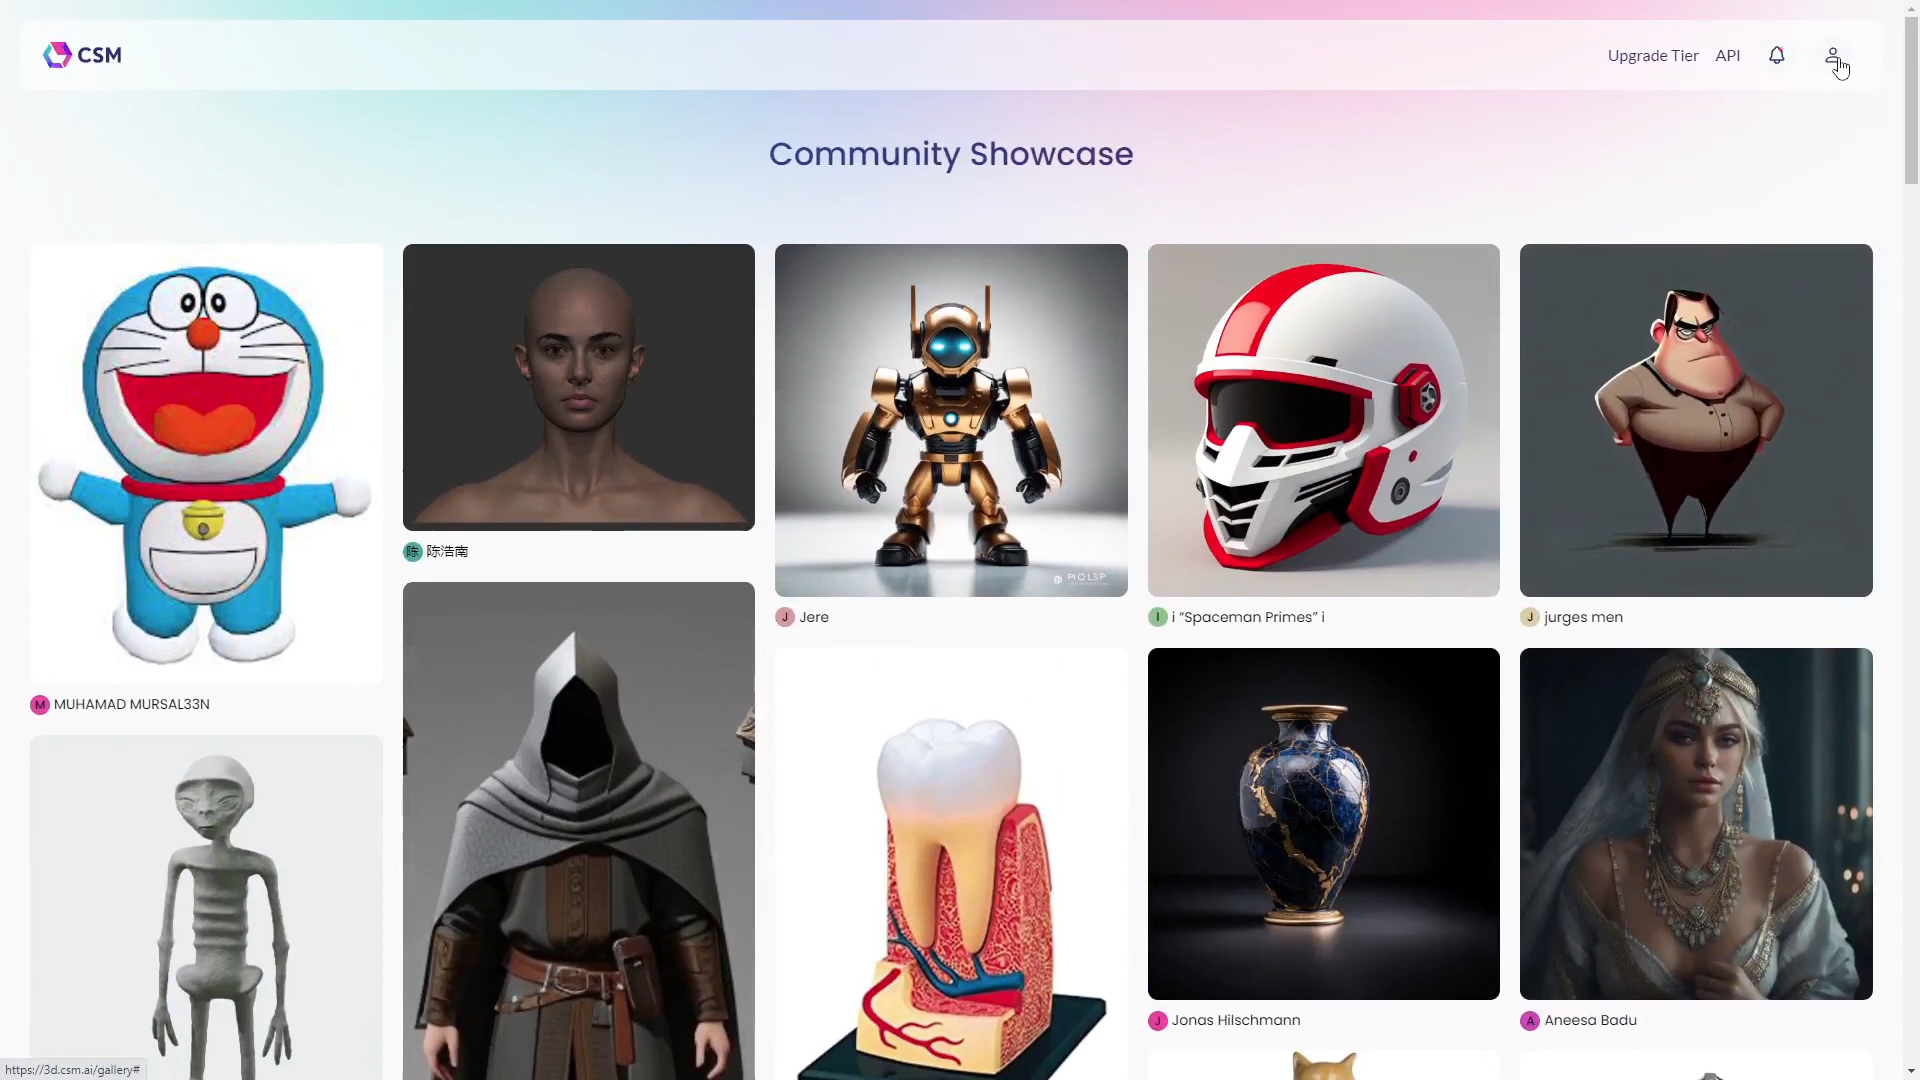 CSM
Upgrade Tier
API
Community Showcase
陈 陈浩南
J Jere
I i “Spaceman Primes” i
J jurges men
M MUHAMAD MURSAL33N
J Jonas Hilschmann
A Aneesa Badu
https://3d.csm.ai/gallery#